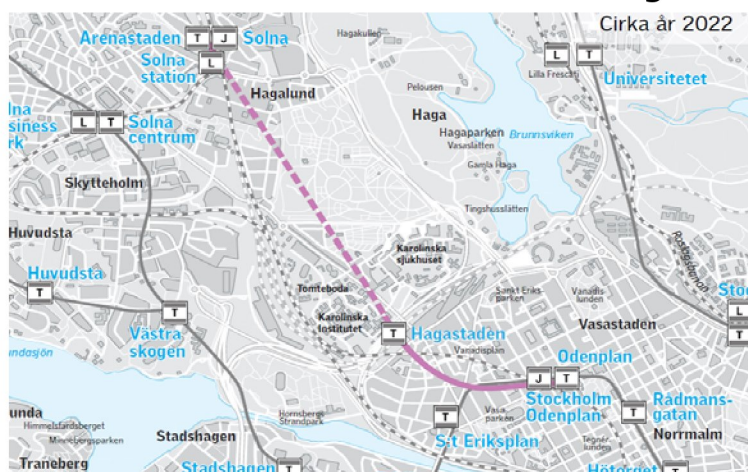 Cirka år 2022
Arenastaden T J Solna
Solna
station
L
Hagakullen
L T
Lilla Frescati
Universitetet
Hagalund
Pelousen
Haga
Hagaparken
Vasaslätten
Brunnsviken
Gamla Haga
L T
Solna
centrum
Skytteholm
Tingshusslätten
Huvudsta
Karolinska
sjukhuset
Roslagsbanan
Huvudsta
T
Tomteboda
Sankt Eriks-
parken
Vanadis-
lunden
L
T
Karolinska
Institutet
T
Hagastaden
Vasastaden
T
Västra
skogen
Vanadisplan
Odenplan
J T
Stockholm
Odenplan
Rådmans-
gatan
T
Hornsbergs
Strandpark
Vasa-
parken
T
S:t Eriksplan
Himmelsfärdsberget
Minnebergsparken
Stadshagen
Tegnér-
lunden
Norrmalm
Traneberg
Stadshagen T
Hötorget T